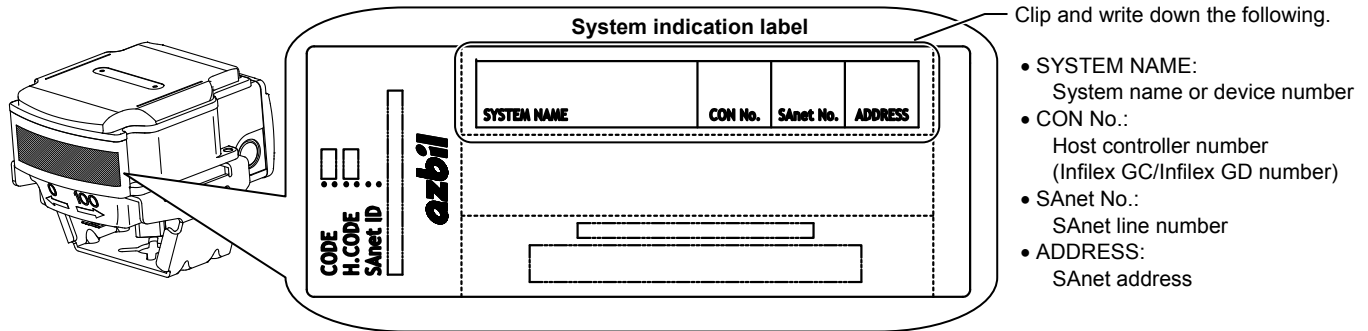 System indication label
Clip and write down the following.
SYSTEM NAME
CON No.
SAnet No.
ADDRESS
CODE
H.CODE
SAnet ID
azbil
0 100
• SYSTEM NAME:
System name or device number
• CON No.:
Host controller number
(Infilex GC/Infilex GD number)
• SAnet No.:
SAnet line number
• ADDRESS:
SAnet address